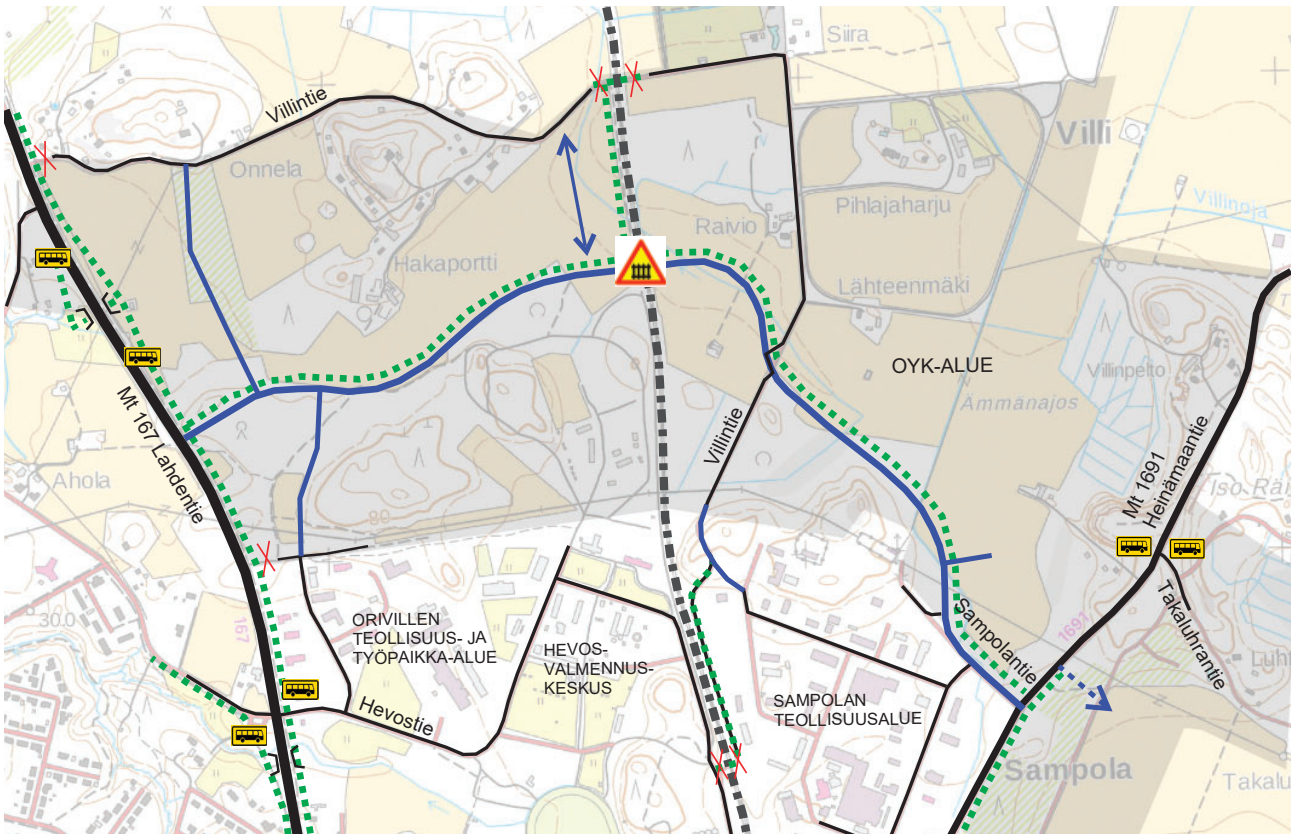 Siira
Villintie
Villi
Onnela
Villinoja
Pihlajaharju
Raivio
Hakaportti
Lähteenmäki
OYK-ALUE
Villinpelto
Ämmänajos
Mt 167 Lahdentie
Villintie
Mt 1691
Heinämaantie
Ahola
80
30.0
167
1691
Sampolantie
Takaluhrantie
ORIVILLEN
TEOLLISUUS- JA
TYÖPAIKKA-ALUE
HEVOS-
VALMENNUS-
KESKUS
Hevostie
SAMPOLAN
TEOLLISUUSALUE
Sampola